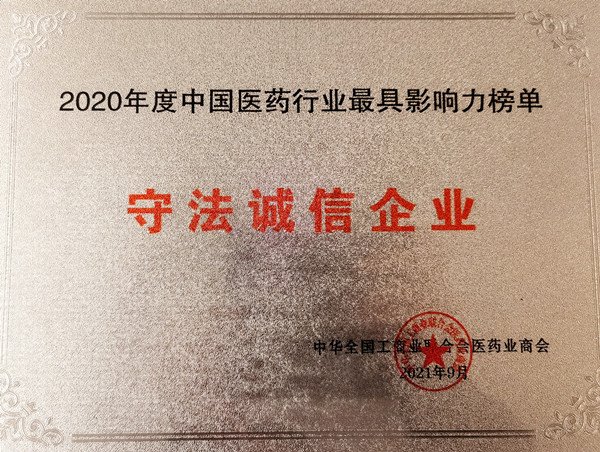 2020年度中国医药行业最具影响力榜单
守法诚信企业
中华全国工商业联合会医药业商会
2021年9月